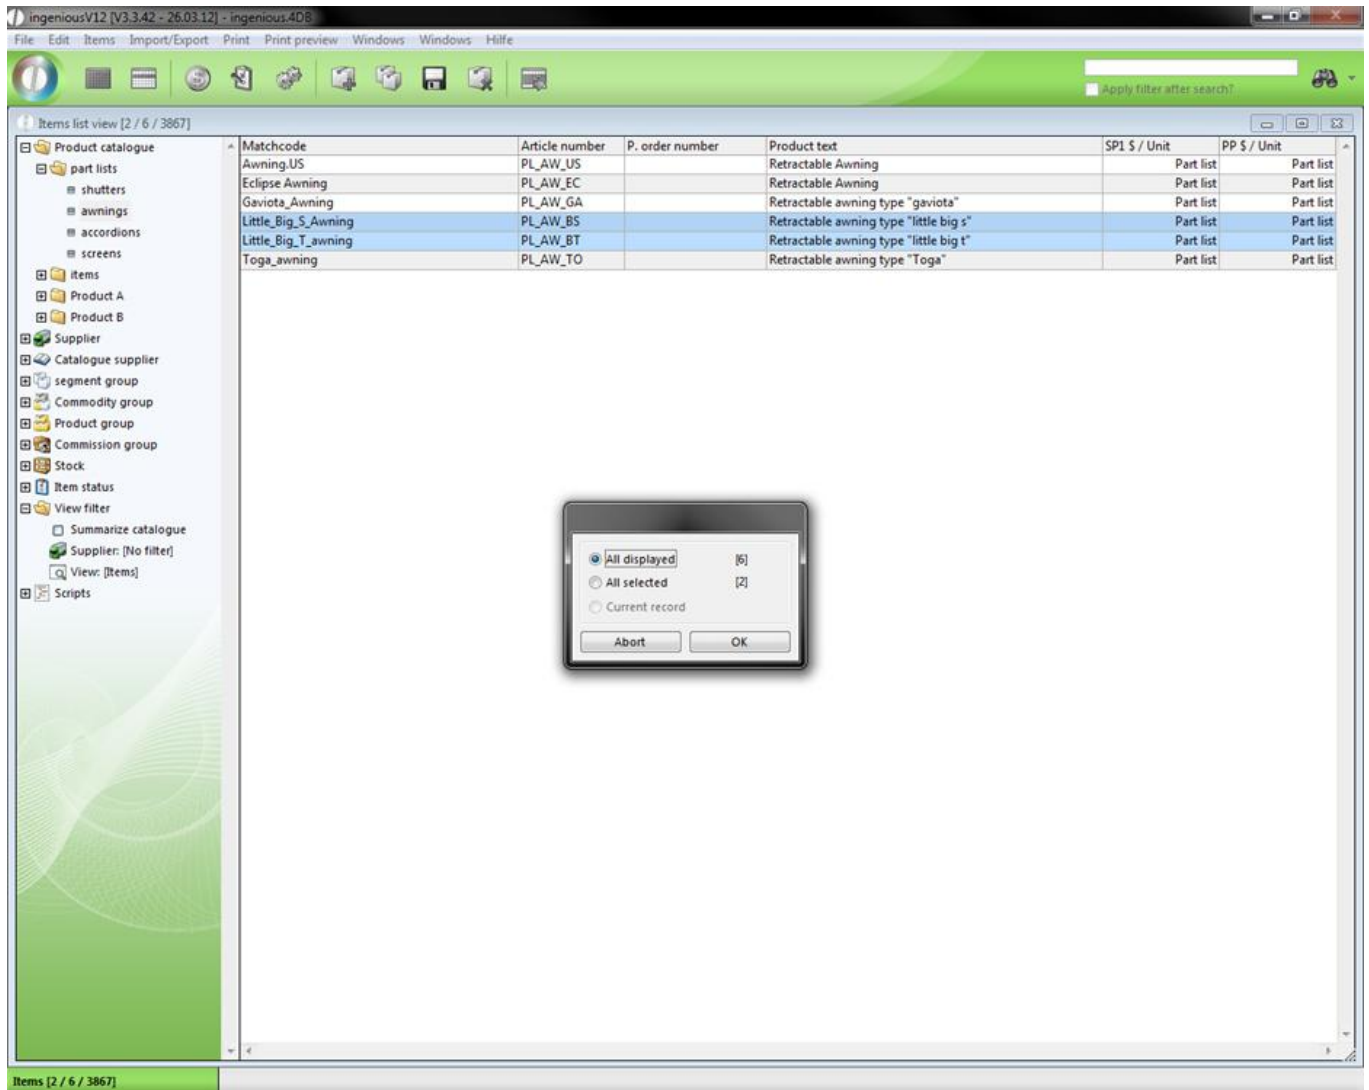 ingeniousV12 [V3.3.42 - 26.03.12] - ingenious.4DB
File Edit Items Import/Export Print Print preview Windows Windows Hilfe
Apply filter after search?
Items list view [2 / 6 / 3867]
Product catalogue
part lists
shutters
awnings
accordions
screens
items
Product A
Product B
Supplier
Catalogue supplier
segment group
Commodity group
Product group
Commission group
Stock
Item status
View filter
Summarize catalogue
Supplier: [No filter]
View: [Items]
Scripts
Matchcode Article number P. order number Product text SP1 $ / Unit PP $ / Unit
Awning.US PL_AW_US Retractable Awning Part list Part list
Eclipse Awning PL_AW_EC Retractable Awning Part list Part list
Gaviota_Awning PL_AW_GA Retractable awning type "gaviota" Part list Part list
Little_Big_S_Awning PL_AW_BS Retractable awning type "little big s" Part list Part list
Little_Big_T_awning PL_AW_BT Retractable awning type "little big t" Part list Part list
Toga_awning PL_AW_TO Retractable awning type "Toga" Part list Part list
All displayed [6]
All selected [2]
Current record
Abort OK
Items [2 / 6 / 3867]